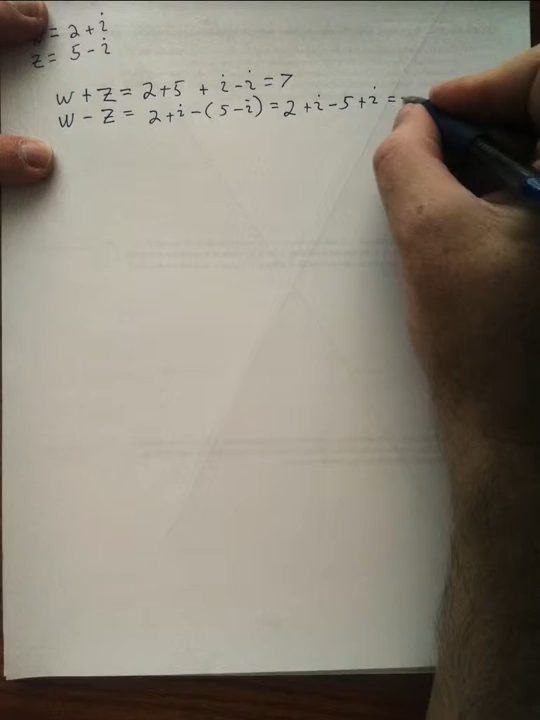 = 2 + i
z = 5 - i
w + z = 2 + 5 + i - i = 7
w - z = 2 + i - (5 - i) = 2 + i - 5 + i =